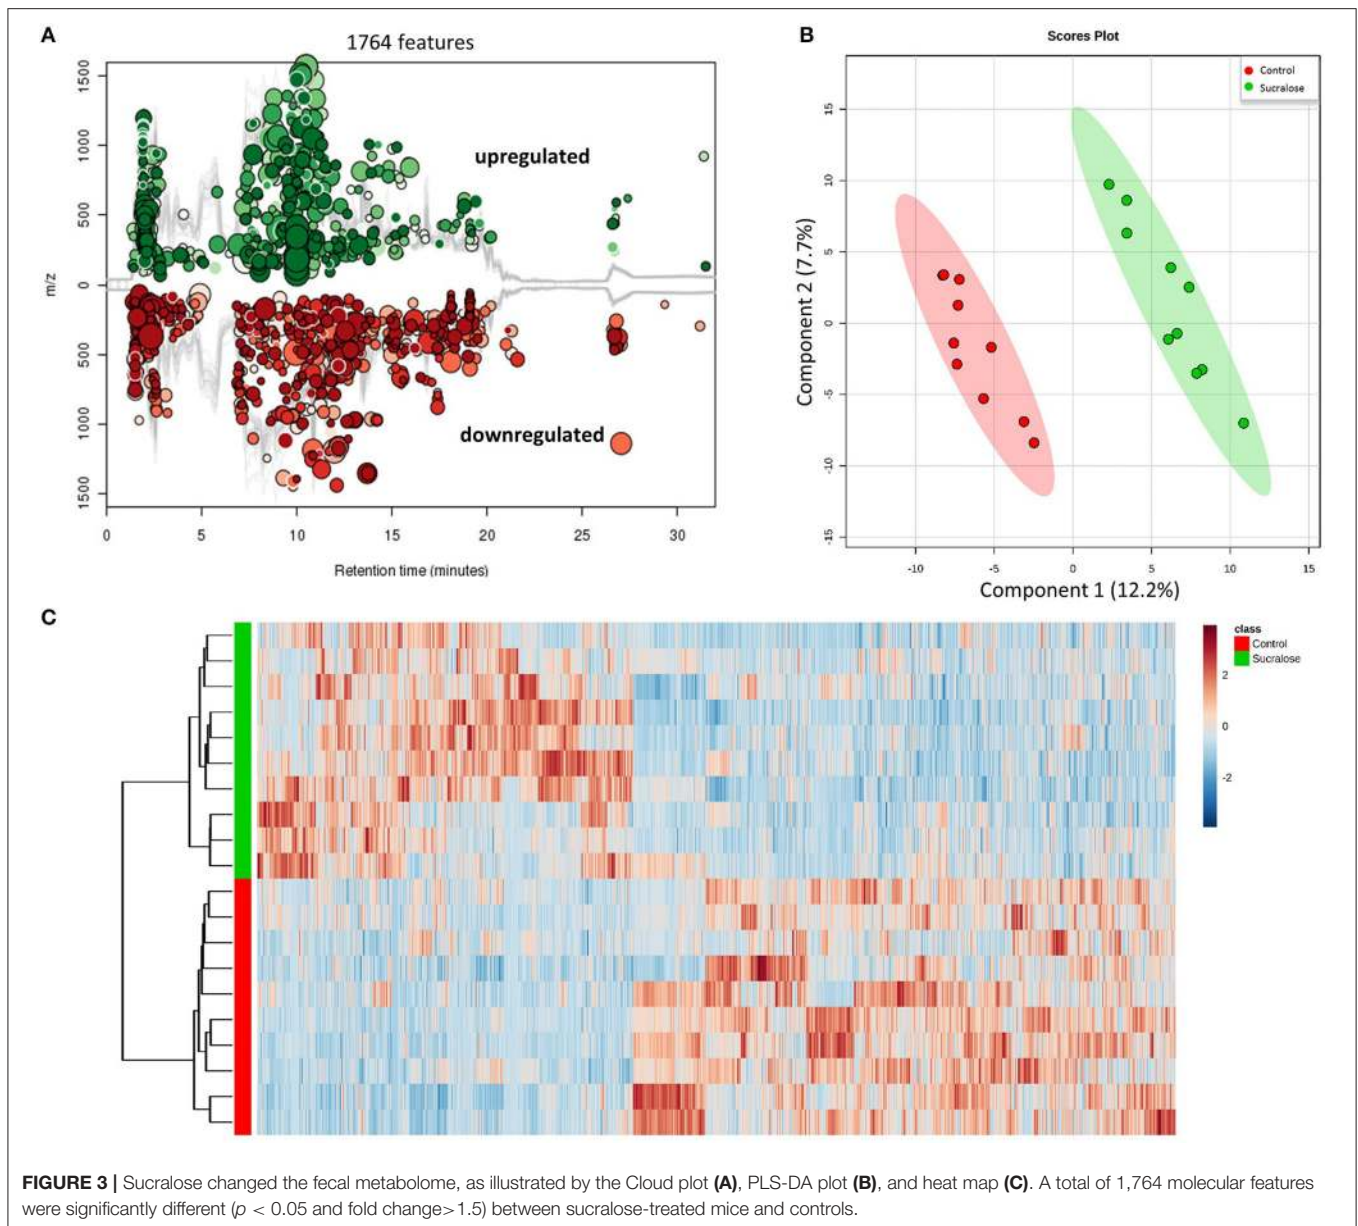 A
1764 features
upregulated
downregulated
m/z
1500
1000
500
0
500
1000
1500
0 5 10 15 20 25 30
Retention time (minutes)
B
Scores Plot
Control
Sucralose
Component 2 (7.7%)
15
10
5
0
-5
-10
-15
-10 -5 0 5 10 15
Component 1 (12.2%)
C
class
Control
Sucralose
2
0
-2
FIGURE 3 | Sucralose changed the fecal metabolome, as illustrated by the Cloud plot (A), PLS-DA plot (B), and heat map (C). A total of 1,764 molecular features
were significantly different (p < 0.05 and fold change>1.5) between sucralose-treated mice and controls.